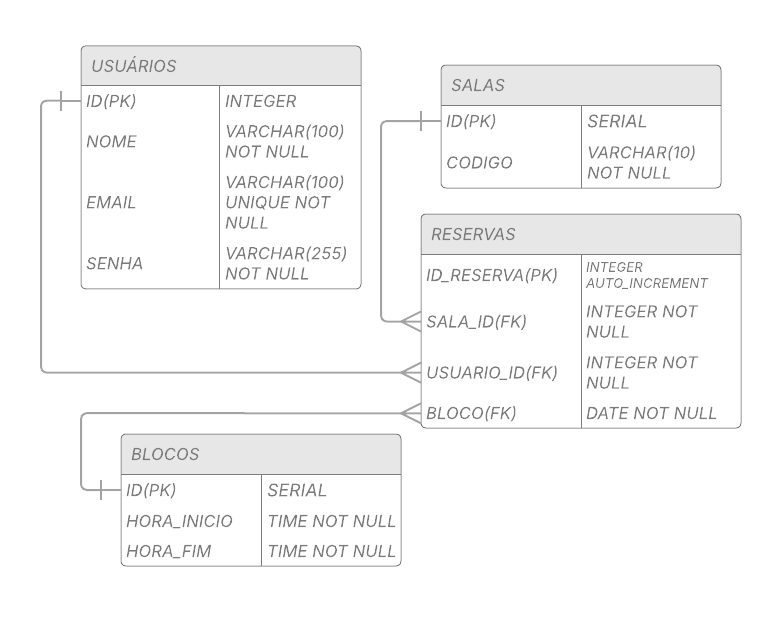 USUÁRIOS
ID(PK) INTEGER
NOME VARCHAR(100)
NOT NULL
EMAIL VARCHAR(100)
UNIQUE NOT
NULL
SENHA VARCHAR(255)
NOT NULL
SALAS
ID(PK) SERIAL
CODIGO VARCHAR(10)
NOT NULL
RESERVAS
ID_RESERVA(PK) INTEGER
AUTO_INCREMENT
SALA_ID(FK) INTEGER NOT
NULL
USUARIO_ID(FK) INTEGER NOT
NULL
BLOCO(FK) DATE NOT NULL
BLOCOS
ID(PK) SERIAL
HORA_INICIO TIME NOT NULL
HORA_FIM TIME NOT NULL